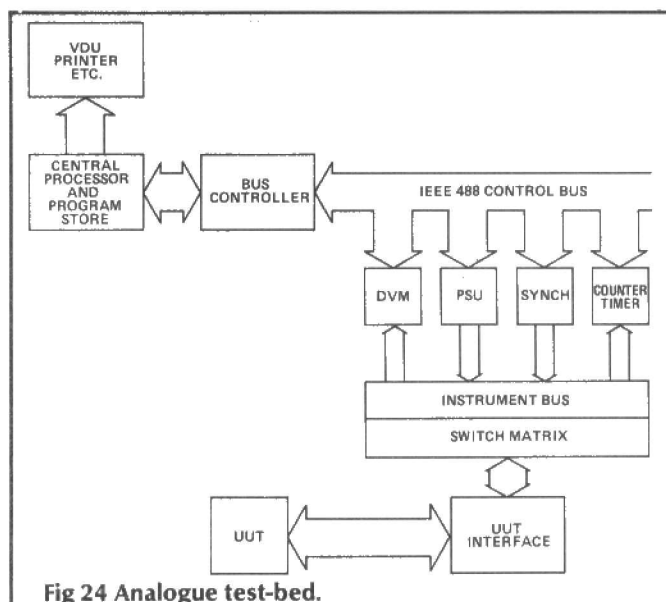 VDU
PRINTER
ETC.
CENTRAL
PROCESSOR
AND
PROGRAM
STORE
BUS
CONTROLLER
IEEE 488 CONTROL BUS
DVM
PSU
SYNCH
COUNTER
TIMER
INSTRUMENT BUS
SWITCH MATRIX
UUT
UUT
INTERFACE
Fig 24 Analogue test-bed.